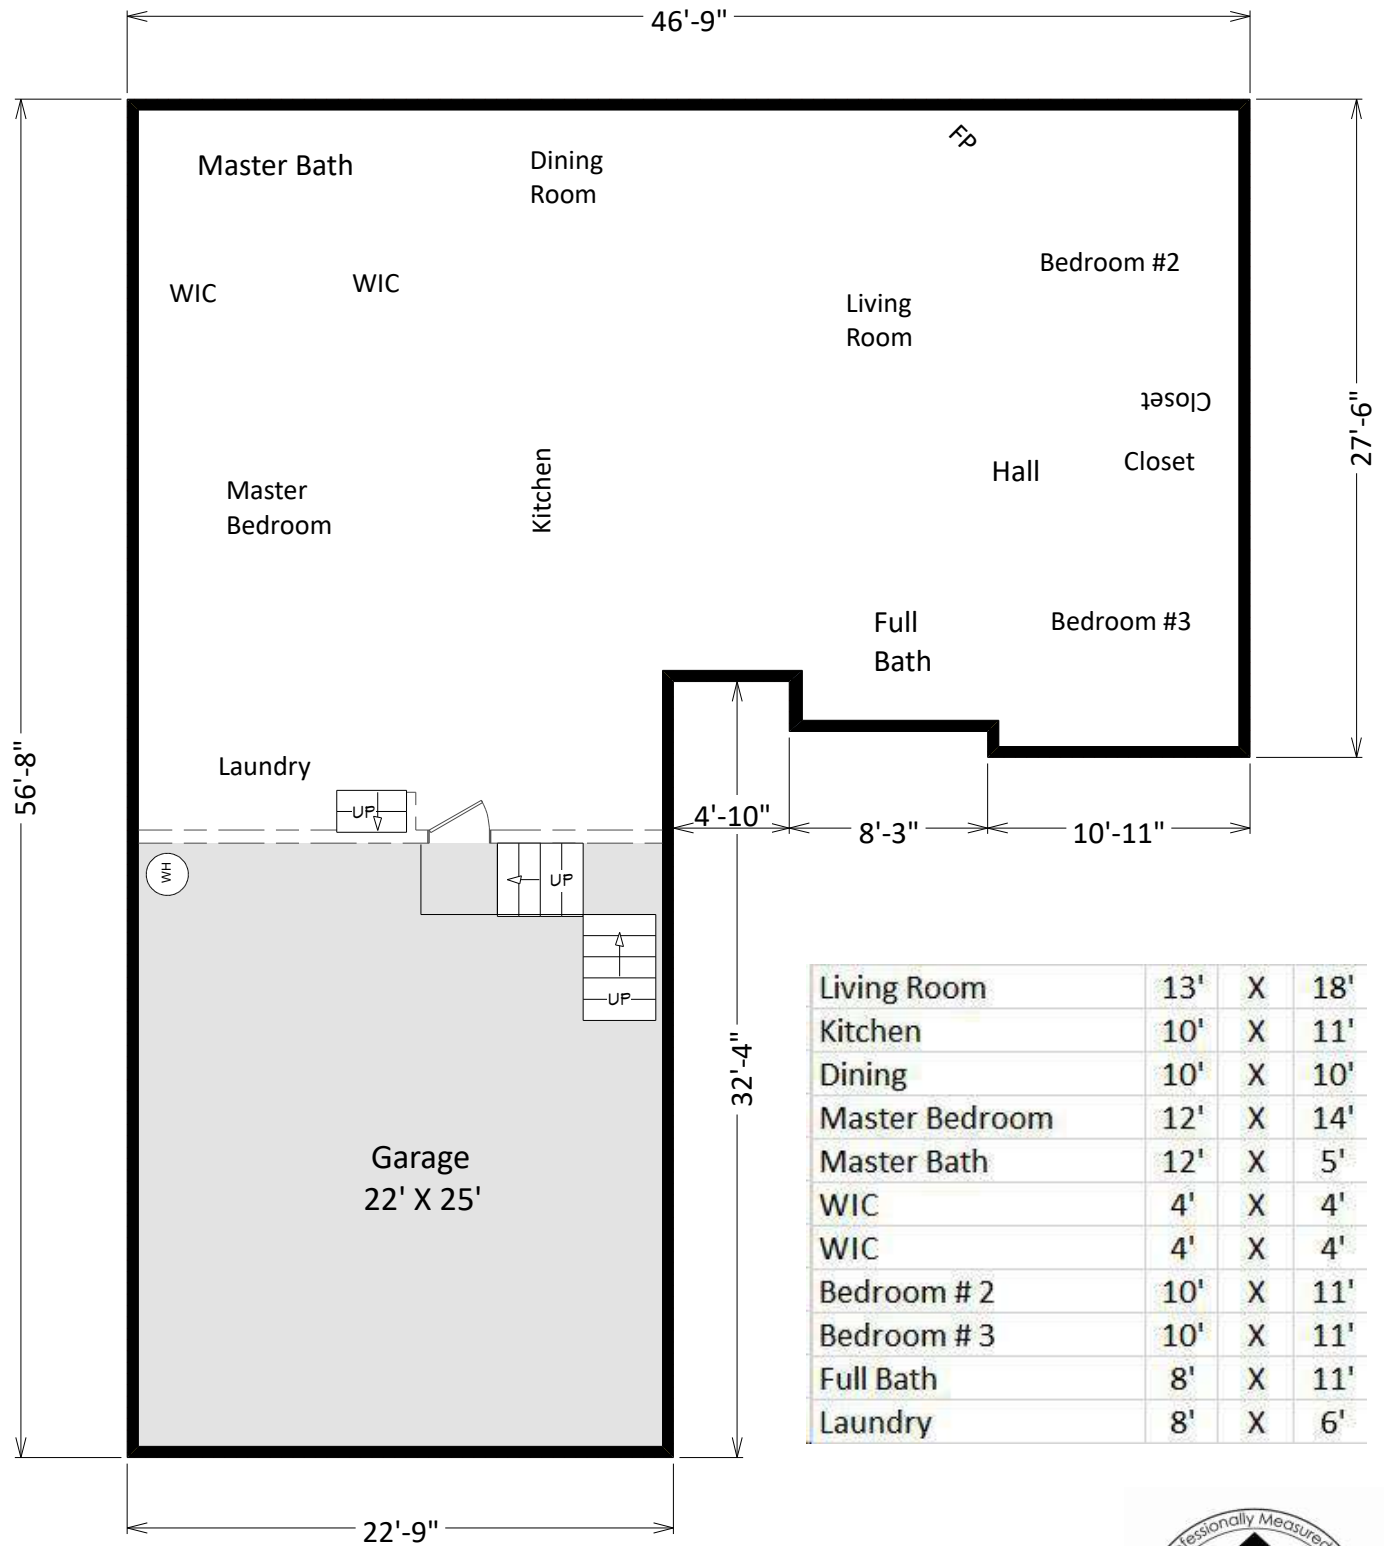 46'-9"
FP
Master Bath
Dining
Room
Bedroom #2
WIC
WIC
Living
Room
Closet
27'-6"
Closet
Hall
Master
Bedroom
Kitchen
Full
Bath
Bedroom #3
56'-8"
Laundry
UP
4'-10"
8'-3"
10'-11"
WH
UP
UP
32'-4"
Garage
22' X 25'
Living Room 13' X 18'
Kitchen 10' X 11'
Dining 10' X 10'
Master Bedroom 12' X 14'
Master Bath 12' X 5'
WIC 4' X 4'
WIC 4' X 4'
Bedroom # 2 10' X 11'
Bedroom # 3 10' X 11'
Full Bath 8' X 11'
Laundry 8' X 6'
22'-9"
Measured